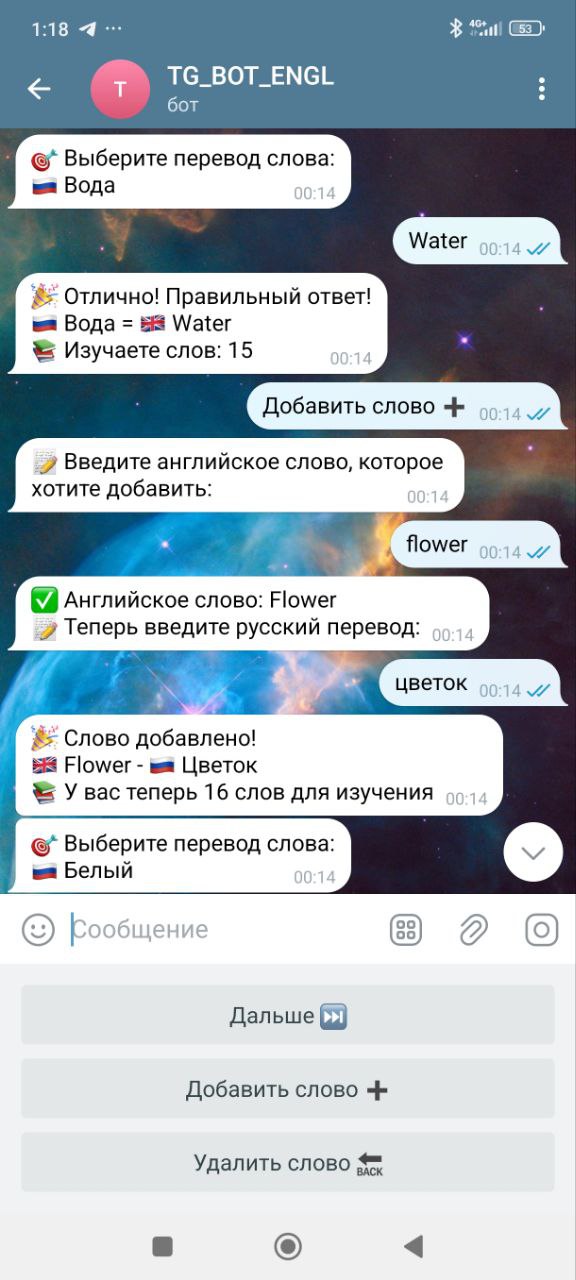 1:18
4G+
53
T
TG_BOT_ENGL
бот
🎯 Выберите перевод слова:
🇷🇺 Вода
00:14
Water 00:14
🎉 Отлично! Правильный ответ!
🇷🇺 Вода = 🇬🇧 Water
📚 Изучаете слов: 15
00:14
Добавить слово ➕ 00:14
📝 Введите английское слово, которое
хотите добавить:
00:14
flower 00:14
✅ Английское слово: Flower
📝 Теперь введите русский перевод: 00:14
цветок 00:14
🎉 Слово добавлено!
🇬🇧 Flower - 🇷🇺 Цветок
📚 У вас теперь 16 слов для изучения 00:14
🎯 Выберите перевод слова:
🇷🇺 Белый
00:14
Сообщение
Дальше ⏭
Добавить слово ➕
Удалить слово 🔙